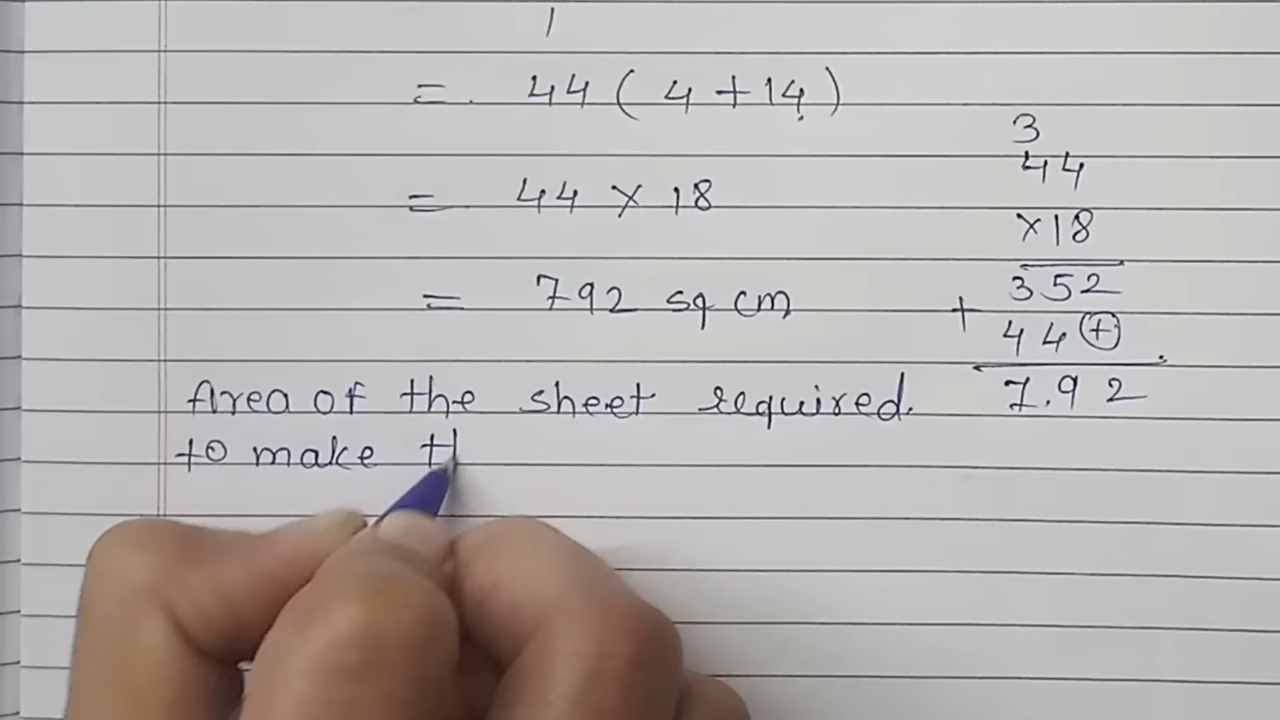 1
= 44 ( 4 + 14 )
= 44 × 18
= 792 sq cm
Area of the sheet required.
to make th
3
44
×18
352
+ 44 (+)
7.92